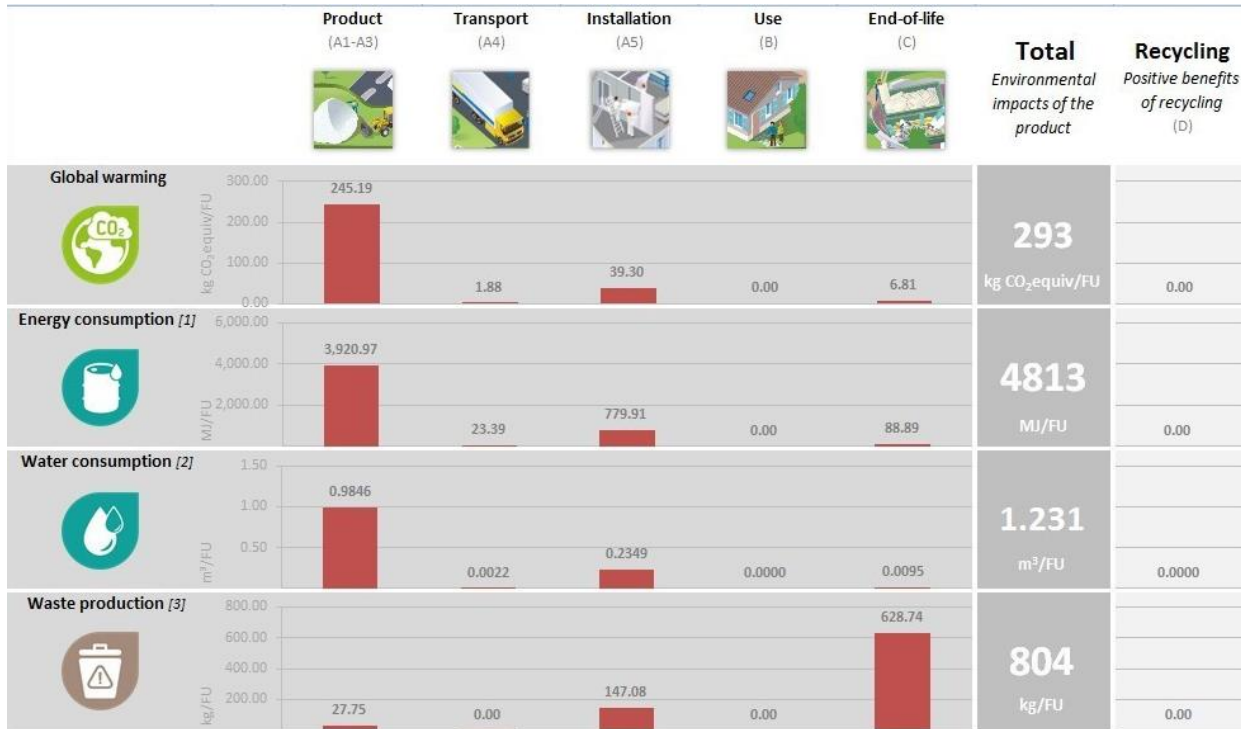 Product
(A1-A3)
Transport
(A4)
Installation
(A5)
Use
(B)
End-of-life
(C)
Total
Environmental
impacts of the
product
Recycling
Positive benefits
of recycling
(D)
Global warming
CO₂
kg CO₂equiv/FU
300.00
200.00
100.00
0.00
245.19
1.88
39.30
0.00
6.81
293
kg CO₂equiv/FU
0.00
Energy consumption [1]
MJ/FU
6,000.00
4,000.00
2,000.00
3,920.97
23.39
779.91
0.00
88.89
4813
MJ/FU
0.00
Water consumption [2]
m³/FU
1.50
1.00
0.50
0.9846
0.0022
0.2349
0.0000
0.0095
1.231
m³/FU
0.0000
Waste production [3]
kg/FU
800.00
600.00
400.00
200.00
27.75
0.00
147.08
0.00
628.74
804
kg/FU
0.00